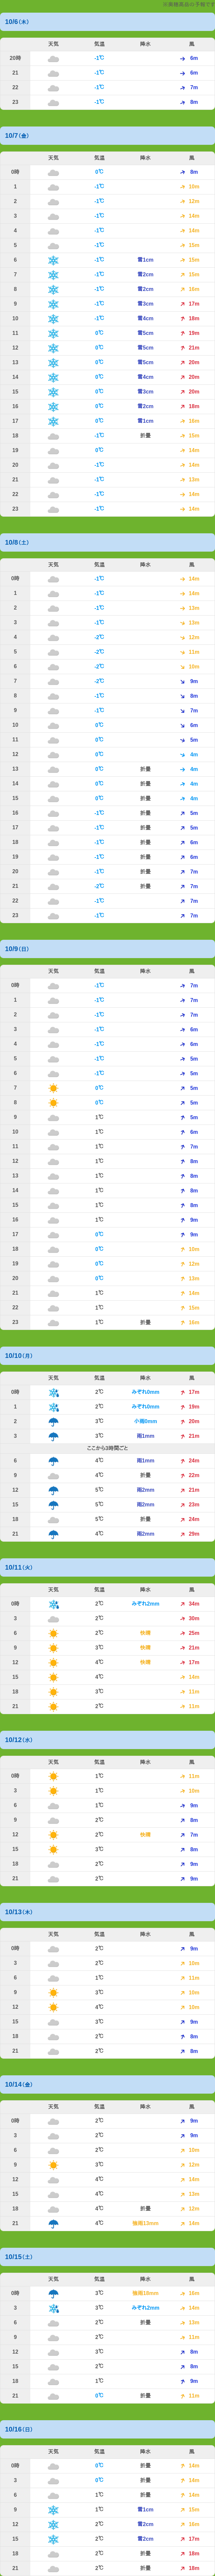 の予報です
10/6(木)
天気 気温 降水 風
20時 -1℃ 6m
21 -1℃ 6m
22 -1℃ 7m
23 -1℃ 8m
10/7(金)
天気 気温 降水 風
0時 0℃ 8m
1 -1℃ 10m
2 -1℃ 12m
3 -1℃ 14m
4 -1℃ 14m
5 -1℃ 15m
6 -1℃ 雪1cm 15m
7 -1℃ 雪2cm 15m
8 -1℃ 雪2cm 16m
9 -1℃ 雪3cm 17m
10 -1℃ 雪4cm 18m
11 0℃ 雪5cm 19m
12 0℃ 雪5cm 21m
13 0℃ 雪5cm 20m
14 0℃ 雪4cm 20m
15 0℃ 雪3cm 20m
16 0℃ 雪2cm 18m
17 0℃ 雪1cm 16m
18 -1℃ 折畳 15m
19 0℃ 14m
20 -1℃ 14m
21 -1℃ 13m
22 -1℃ 14m
23 -1℃ 14m
10/8(土)
天気 気温 降水 風
0時 -1℃ 14m
1 -1℃ 14m
2 -1℃ 13m
3 -1℃ 13m
4 -2℃ 12m
5 -2℃ 11m
6 -2℃ 10m
7 -2℃ 9m
8 -1℃ 8m
9 -1℃ 7m
10 0℃ 6m
11 0℃ 5m
12 0℃ 4m
13 0℃ 折畳 4m
14 0℃ 折畳 4m
15 0℃ 折畳 4m
16 -1℃ 折畳 5m
17 -1℃ 折畳 5m
18 -1℃ 折畳 6m
19 -1℃ 折畳 6m
20 -1℃ 折畳 7m
21 -2℃ 折畳 7m
22 -1℃ 7m
23 -1℃ 7m
10/9(日)
天気 気温 降水 風
0時 -1℃ 7m
1 -1℃ 7m
2 -1℃ 7m
3 -1℃ 6m
4 -1℃ 6m
5 -1℃ 5m
6 -1℃ 5m
7 0℃ 5m
8 0℃ 5m
9 1℃ 5m
10 1℃ 6m
11 1℃ 7m
12 1℃ 8m
13 1℃ 8m
14 1℃ 8m
15 1℃ 8m
16 1℃ 9m
17 0℃ 9m
18 0℃ 10m
19 0℃ 12m
20 0℃ 13m
21 1℃ 14m
22 1℃ 15m
23 1℃ 折畳 16m
10/10(月)
天気 気温 降水 風
0時 2℃ みぞれ0mm 17m
1 2℃ みぞれ0mm 19m
2 3℃ 小雨0mm 20m
3 3℃ 雨1mm 21m
ここから3時間ごと
6 4℃ 雨1mm 24m
9 4℃ 折畳 22m
12 5℃ 雨2mm 21m
15 5℃ 雨2mm 23m
18 5℃ 折畳 24m
21 4℃ 雨2mm 29m
10/11(火)
天気 気温 降水 風
0時 2℃ みぞれ2mm 34m
3 2℃ 30m
6 2℃ 快晴 25m
9 3℃ 快晴 21m
12 4℃ 快晴 17m
15 4℃ 14m
18 3℃ 11m
21 2℃ 11m
10/12(水)
天気 気温 降水 風
0時 1℃ 11m
3 1℃ 10m
6 1℃ 9m
9 2℃ 8m
12 2℃ 快晴 7m
15 3℃ 8m
18 2℃ 9m
21 2℃ 9m
10/13(木)
天気 気温 降水 風
0時 2℃ 9m
3 2℃ 10m
6 1℃ 11m
9 3℃ 10m
12 4℃ 10m
15 3℃ 9m
18 2℃ 8m
21 2℃ 8m
10/14(金)
天気 気温 降水 風
0時 2℃ 9m
3 2℃ 9m
6 2℃ 10m
9 3℃ 12m
12 4℃ 14m
15 4℃ 13m
18 4℃ 折畳 12m
21 4℃ 強雨13mm 14m
10/15(土)
天気 気温 降水 風
0時 3℃ 強雨16mm 16m
3 3℃ みぞれ2mm 14m
6 2℃ 折畳 13m
9 2℃ 11m
12 3℃ 8m
15 2℃ 8m
18 1℃ 9m
21 0℃ 折畳 11m
10/16(日)
天気 気温 降水 風
0時 0℃ 折畳 14m
3 0℃ 折畳 14m
6 1℃ 折畳 14m
9 1℃ 雪1cm 15m
12 2℃ 雪2cm 16m
15 2℃ 雪2cm 17m
18 2℃ 折畳 18m
21 0℃ 折畳 18m